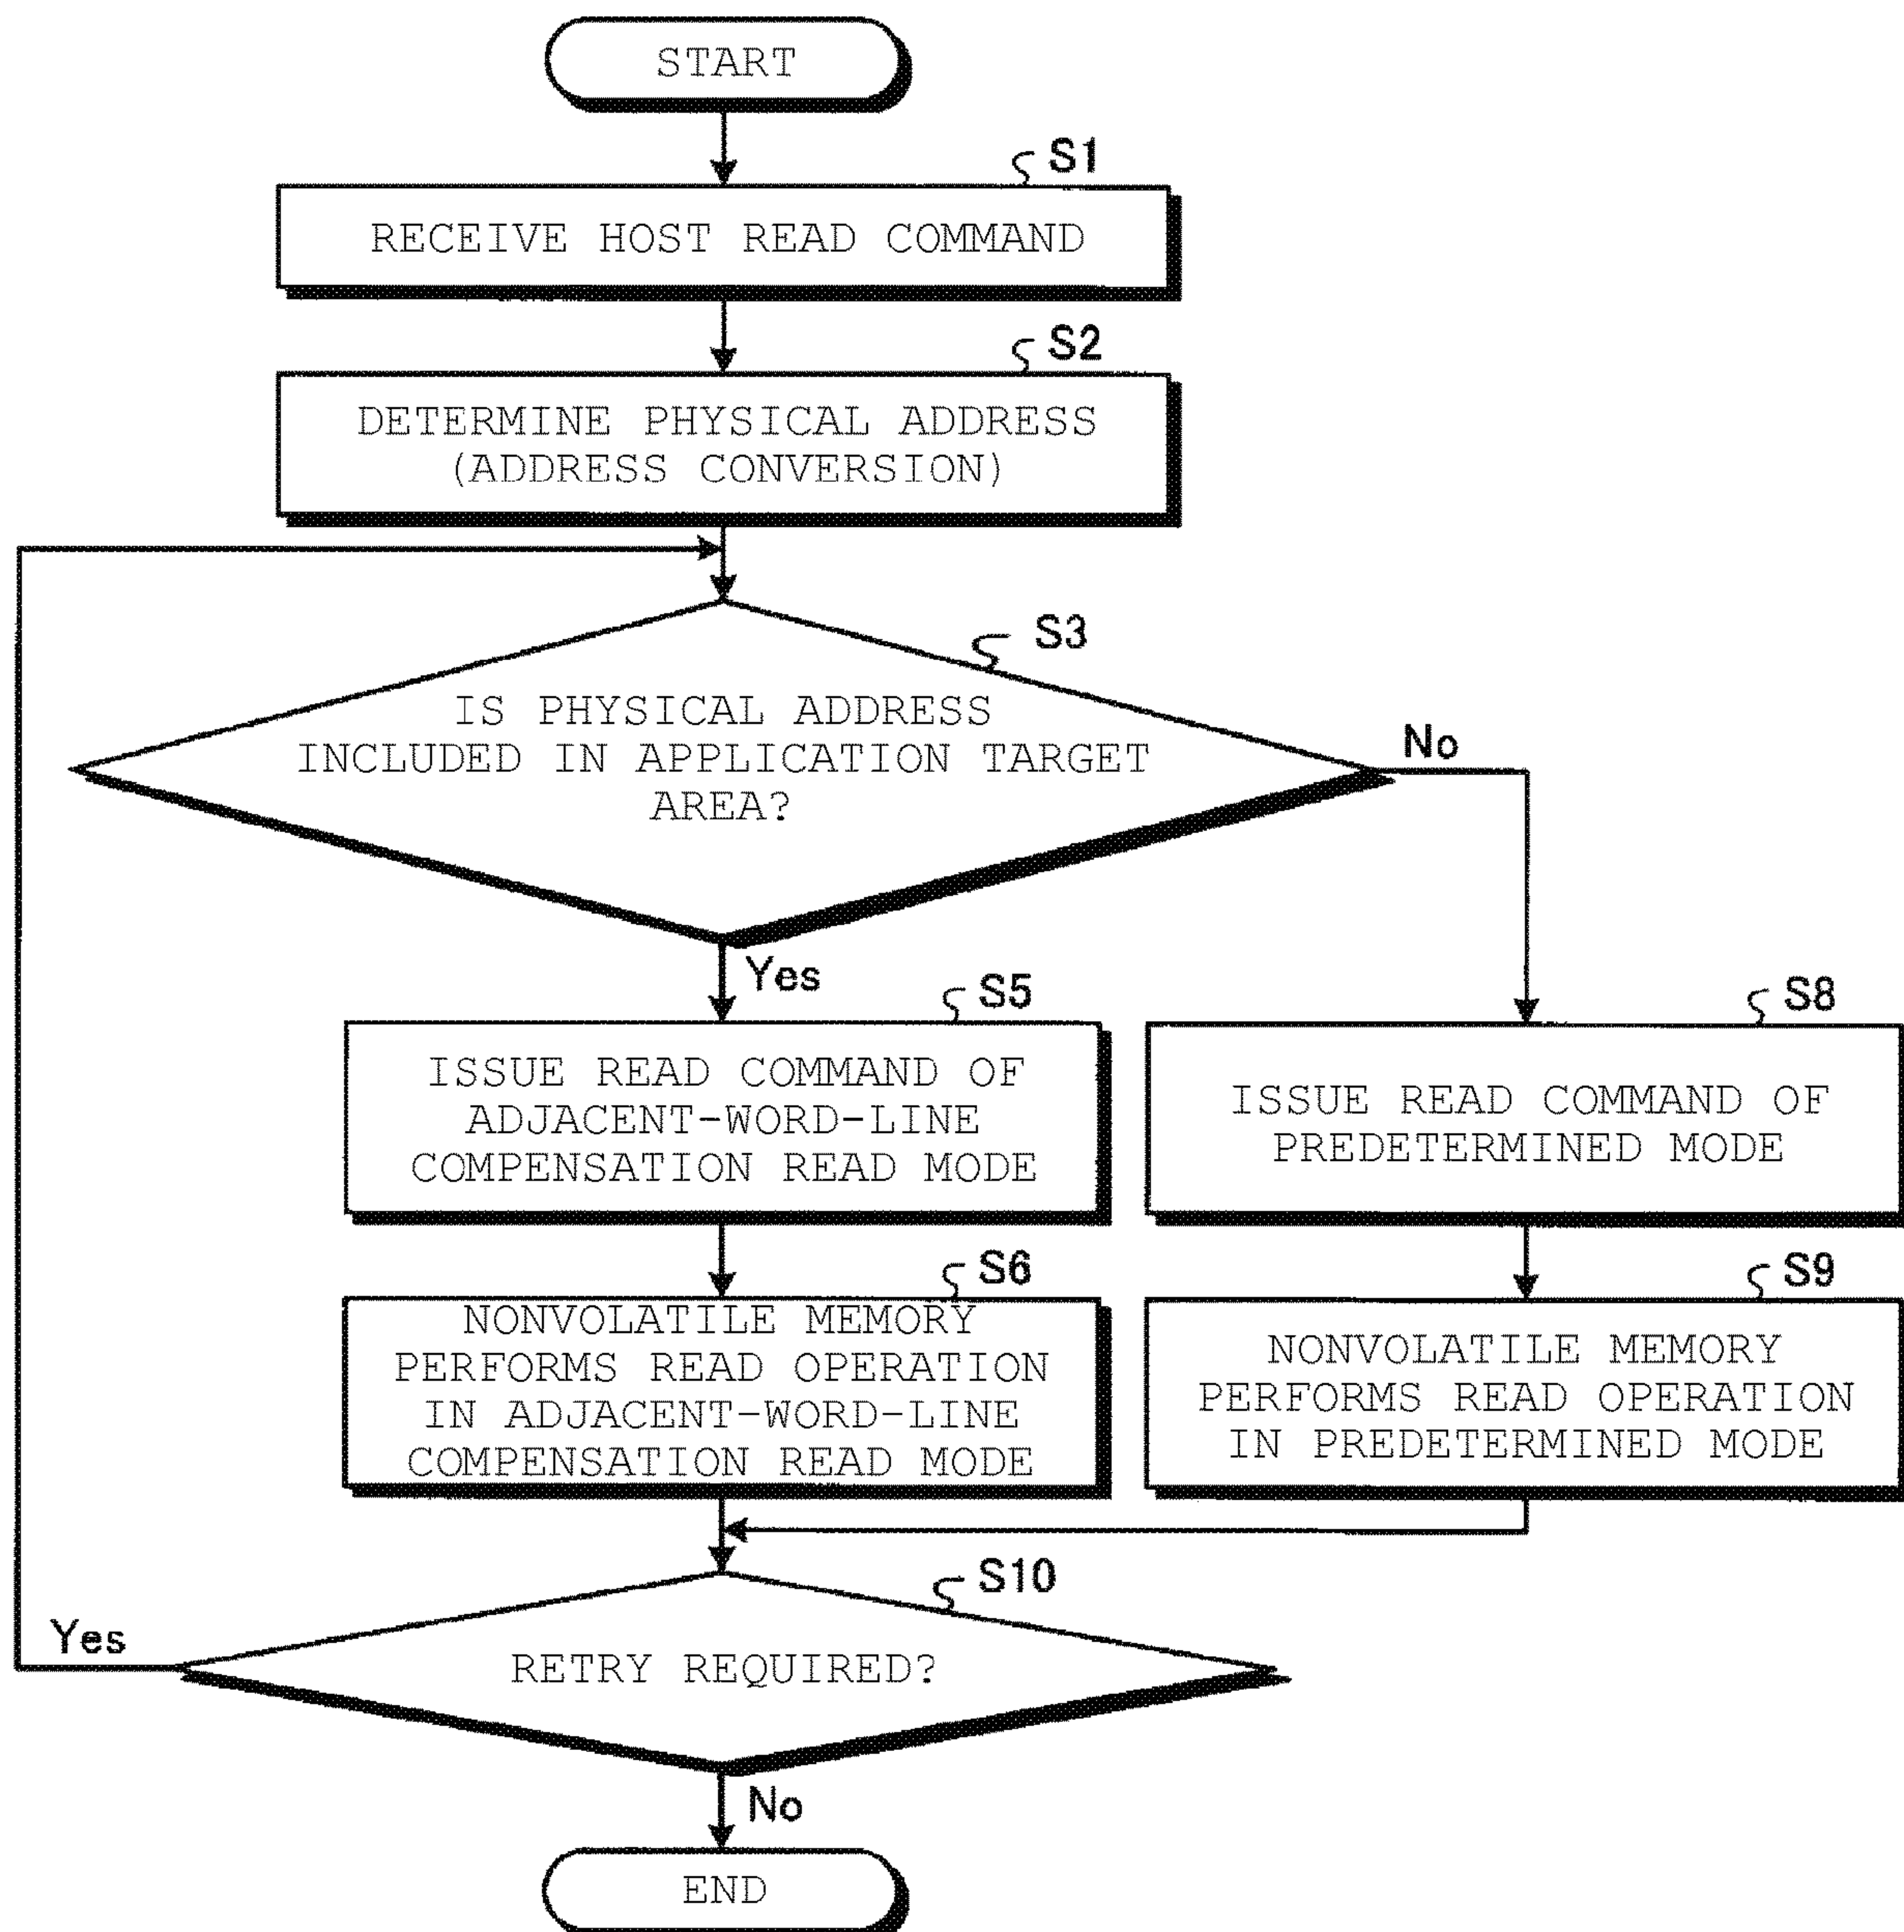 START
S1
RECEIVE HOST READ COMMAND
S2
DETERMINE PHYSICAL ADDRESS
(ADDRESS CONVERSION)
S3
IS PHYSICAL ADDRESS
INCLUDED IN APPLICATION TARGET
AREA?
No
Yes
S5
ISSUE READ COMMAND OF
ADJACENT-WORD-LINE
COMPENSATION READ MODE
S8
ISSUE READ COMMAND OF
PREDETERMINED MODE
S6
NONVOLATILE MEMORY
PERFORMS READ OPERATION
IN ADJACENT-WORD-LINE
COMPENSATION READ MODE
S9
NONVOLATILE MEMORY
PERFORMS READ OPERATION
IN PREDETERMINED MODE
S10
Yes
RETRY REQUIRED?
No
END